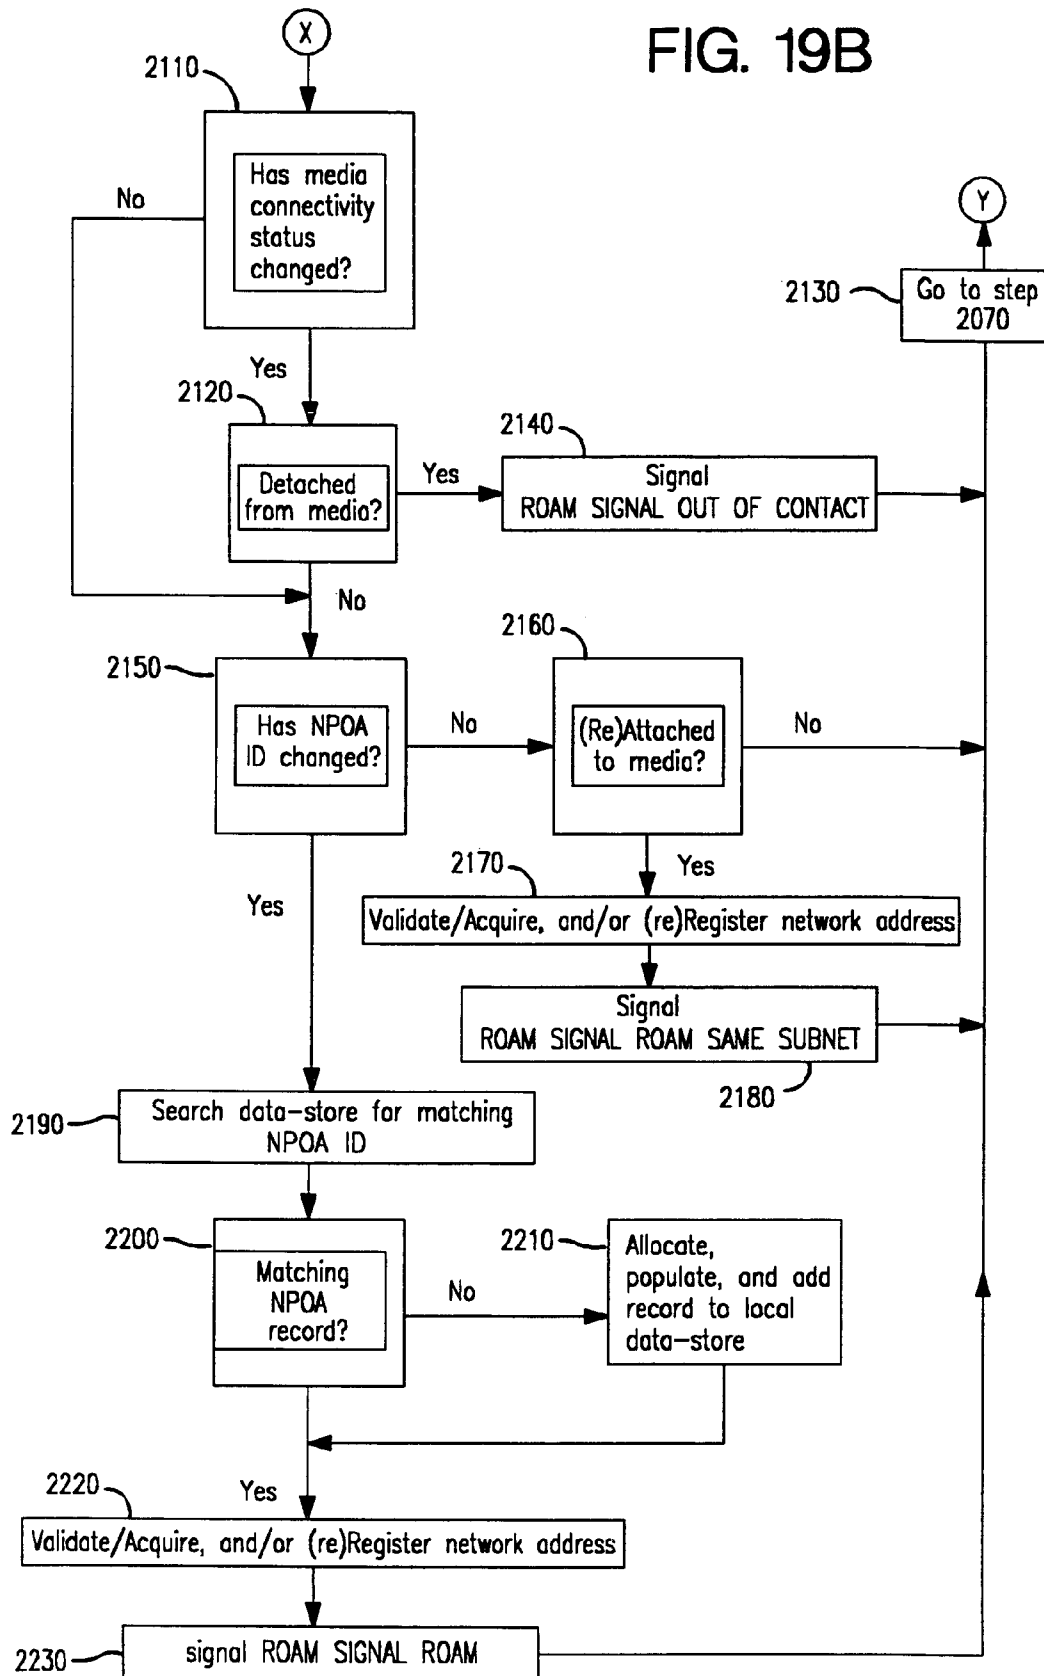 FIG. 19B
X
2110
Has media
connectivity
status
changed?
No
Yes
Y
2130
Go to step
2070
2120
Detached
from media?
Yes
2140
Signal
ROAM SIGNAL OUT OF CONTACT
No
2150
Has NPOA
ID changed?
No
2160
(Re)Attached
to media?
No
Yes
2170
Yes
Validate/Acquire, and/or (re)Register network address
Signal
ROAM SIGNAL ROAM SAME SUBNET
2180
2190
Search data-store for matching
NPOA ID
2200
Matching
NPOA
record?
No
2210
Allocate,
populate, and add
record to local
data-store
Yes
2220
Validate/Acquire, and/or (re)Register network address
2230
signal ROAM SIGNAL ROAM